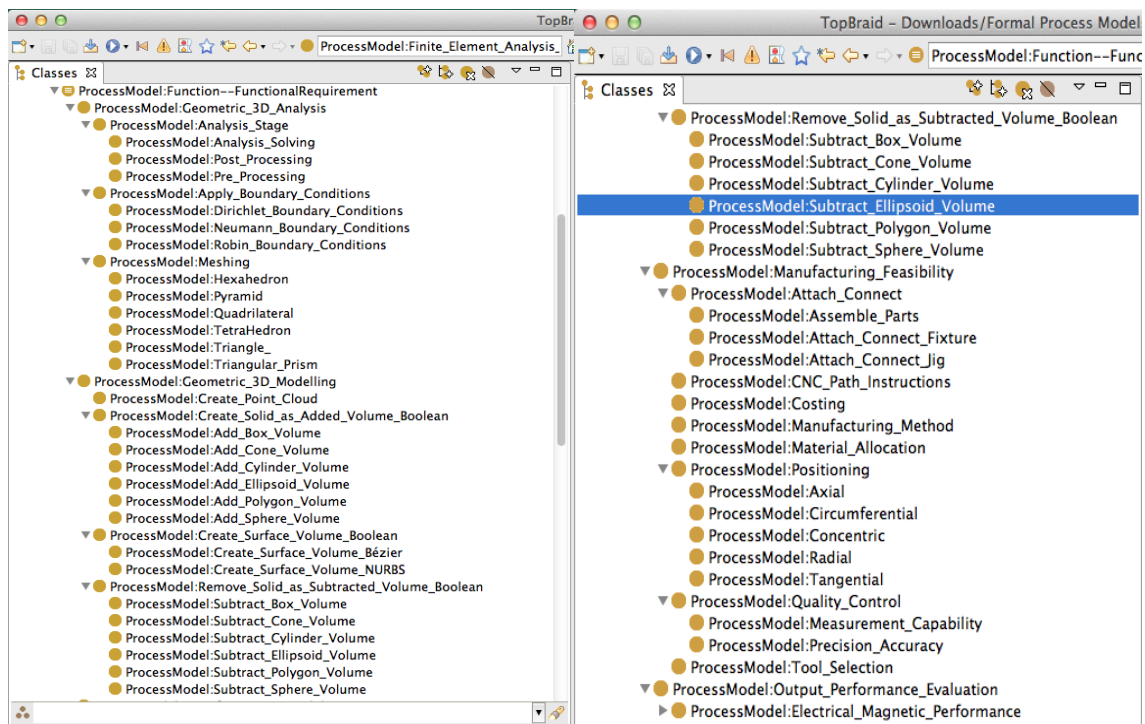 TopBr
ProcessModel:Finite_Element_Analysis_
Classes
ProcessModel:Function--FunctionalRequirement
ProcessModel:Geometric_3D_Analysis
ProcessModel:Analysis_Stage
ProcessModel:Analysis_Solving
ProcessModel:Post_Processing
ProcessModel:Pre_Processing
ProcessModel:Apply_Boundary_Conditions
ProcessModel:Dirichlet_Boundary_Conditions
ProcessModel:Neumann_Boundary_Conditions
ProcessModel:Robin_Boundary_Conditions
ProcessModel:Meshing
ProcessModel:Hexahedron
ProcessModel:Pyramid
ProcessModel:Quadrilateral
ProcessModel:TetraHedron
ProcessModel:Triangle_
ProcessModel:Triangular_Prism
ProcessModel:Geometric_3D_Modelling
ProcessModel:Create_Point_Cloud
ProcessModel:Create_Solid_as_Added_Volume_Boolean
ProcessModel:Add_Box_Volume
ProcessModel:Add_Cone_Volume
ProcessModel:Add_Cylinder_Volume
ProcessModel:Add_Ellipsoid_Volume
ProcessModel:Add_Polygon_Volume
ProcessModel:Add_Sphere_Volume
ProcessModel:Create_Surface_Volume_Boolean
ProcessModel:Create_Surface_Volume_Bézier
ProcessModel:Create_Surface_Volume_NURBS
ProcessModel:Remove_Solid_as_Subtracted_Volume_Boolean
ProcessModel:Subtract_Box_Volume
ProcessModel:Subtract_Cone_Volume
ProcessModel:Subtract_Cylinder_Volume
ProcessModel:Subtract_Ellipsoid_Volume
ProcessModel:Subtract_Polygon_Volume
ProcessModel:Subtract_Sphere_Volume
TopBraid - Downloads/Formal Process Model
ProcessModel:Function--Func
Classes
ProcessModel:Remove_Solid_as_Subtracted_Volume_Boolean
ProcessModel:Subtract_Box_Volume
ProcessModel:Subtract_Cone_Volume
ProcessModel:Subtract_Cylinder_Volume
ProcessModel:Subtract_Ellipsoid_Volume
ProcessModel:Subtract_Polygon_Volume
ProcessModel:Subtract_Sphere_Volume
ProcessModel:Manufacturing_Feasibility
ProcessModel:Attach_Connect
ProcessModel:Assemble_Parts
ProcessModel:Attach_Connect_Fixture
ProcessModel:Attach_Connect_Jig
ProcessModel:CNC_Path_Instructions
ProcessModel:Costing
ProcessModel:Manufacturing_Method
ProcessModel:Material_Allocation
ProcessModel:Positioning
ProcessModel:Axial
ProcessModel:Circumferential
ProcessModel:Concentric
ProcessModel:Radial
ProcessModel:Tangential
ProcessModel:Quality_Control
ProcessModel:Measurement_Capability
ProcessModel:Precision_Accuracy
ProcessModel:Tool_Selection
ProcessModel:Output_Performance_Evaluation
ProcessModel:Electrical_Magnetic_Performance